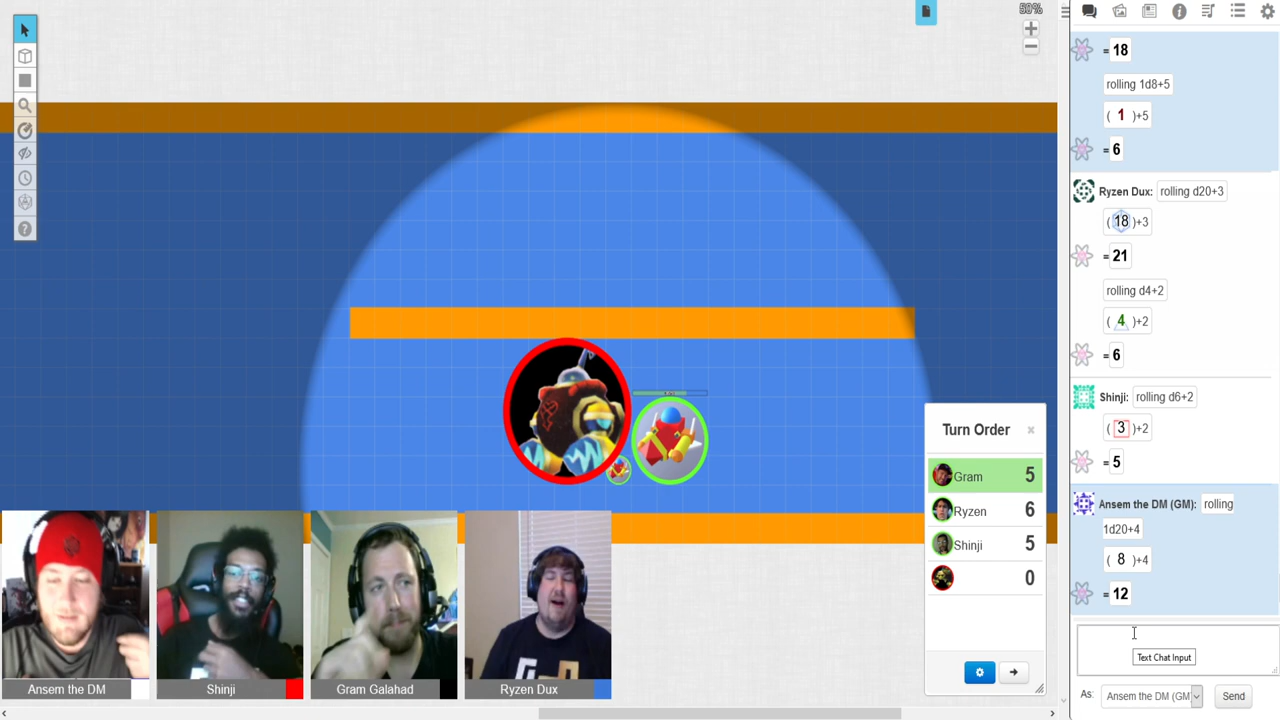 50%
= 18
rolling 1d8+5
( 1 )+5
= 6
Ryzen Dux: rolling d20+3
( 18 )+3
= 21
rolling d4+2
( 4 )+2
= 6
Shinji: rolling d6+2
( 3 )+2
= 5
Ansem the DM (GM): rolling
1d20+4
( 8 )+4
= 12
Text Chat Input
As: Ansem the DM (GM
Send
Turn Order ×
Gram 5
Ryzen 6
Shinji 5
0
Ansem the DM
Shinji
Gram Galahad
Ryzen Dux